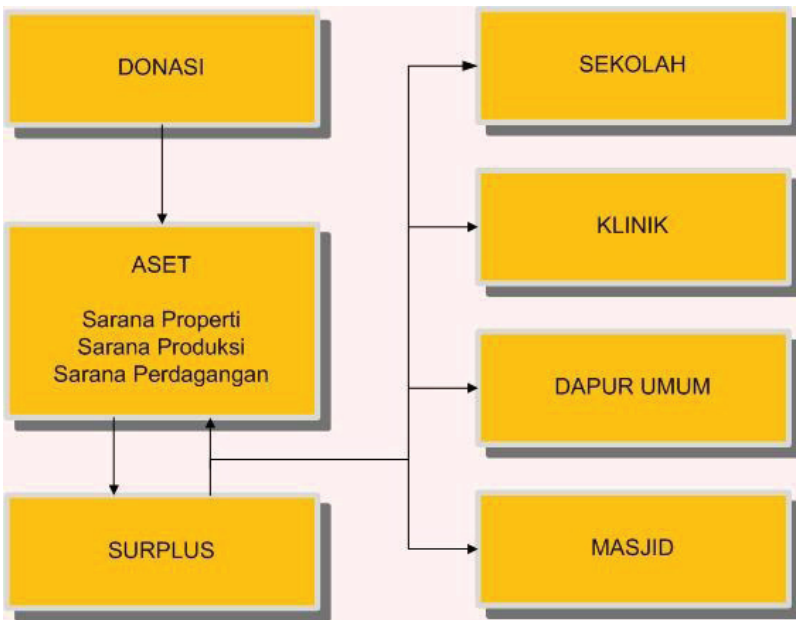 DONASI
ASET
Sarana Properti
Sarana Produksi
Sarana Perdagangan
SURPLUS
SEKOLAH
KLINIK
DAPUR UMUM
MASJID